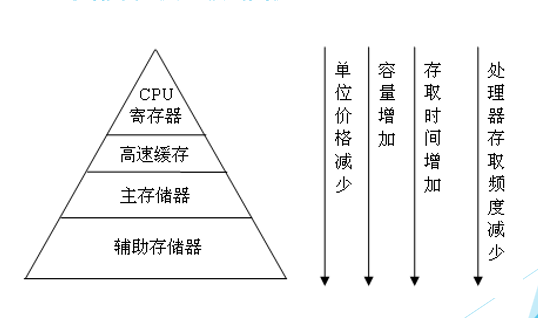 CPU
寄存器
高速缓存
主存储器
辅助存储器
单位价格减少
容量增加
存取时间增加
处理器存取频度减少